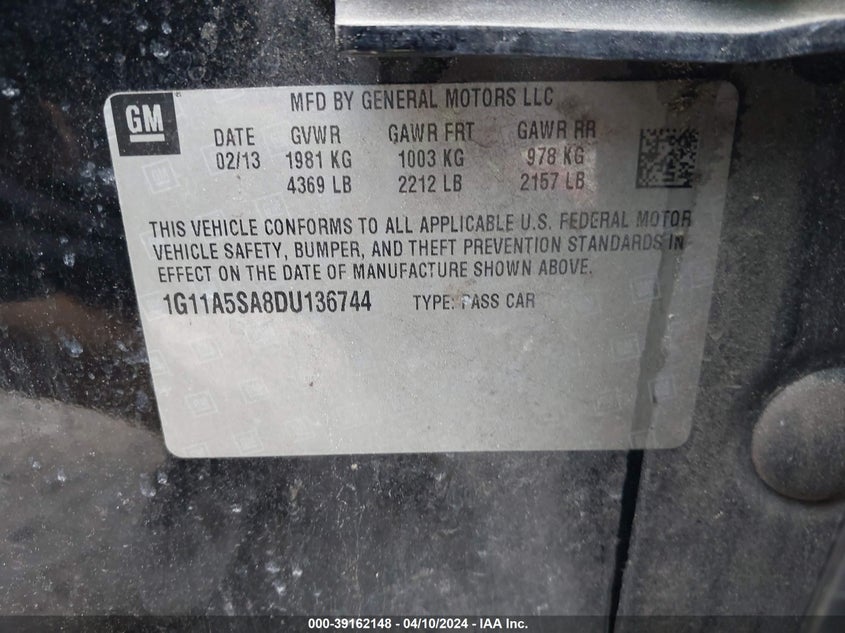 GM
MFD BY GENERAL MOTORS LLC
DATE GVWR GAWR FRT GAWR RR
02/13 1981 KG 1003 KG 978 KG
4369 LB 2212 LB 2157 LB
THIS VEHICLE CONFORMS TO ALL APPLICABLE U.S. FEDERAL MOTOR
VEHICLE SAFETY, BUMPER, AND THEFT PREVENTION STANDARDS IN
EFFECT ON THE DATE OF MANUFACTURE SHOWN ABOVE.
1G11A5SA8DU136744 TYPE: PASS CAR
000-39162148 - 04/10/2024 - IAA Inc.